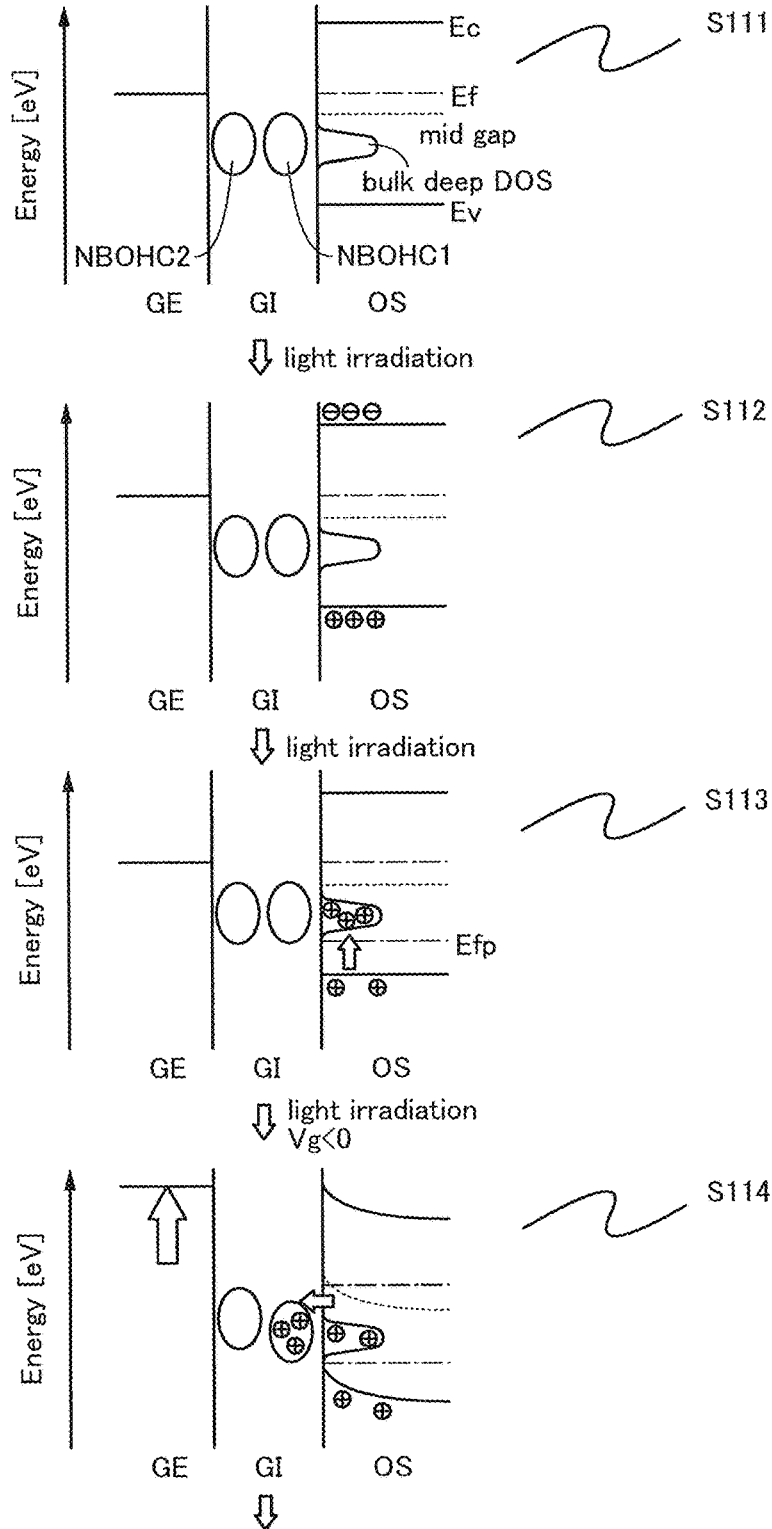 Energy [eV]
Ec
S111
Ef
mid gap
bulk deep DOS
Ev
NBOHC2
NBOHC1
GE GI OS
light irradiation
Energy [eV]
S112
GE GI OS
light irradiation
Energy [eV]
S113
Efp
GE GI OS
light irradiation
Vg<0
Energy [eV]
S114
GE GI OS